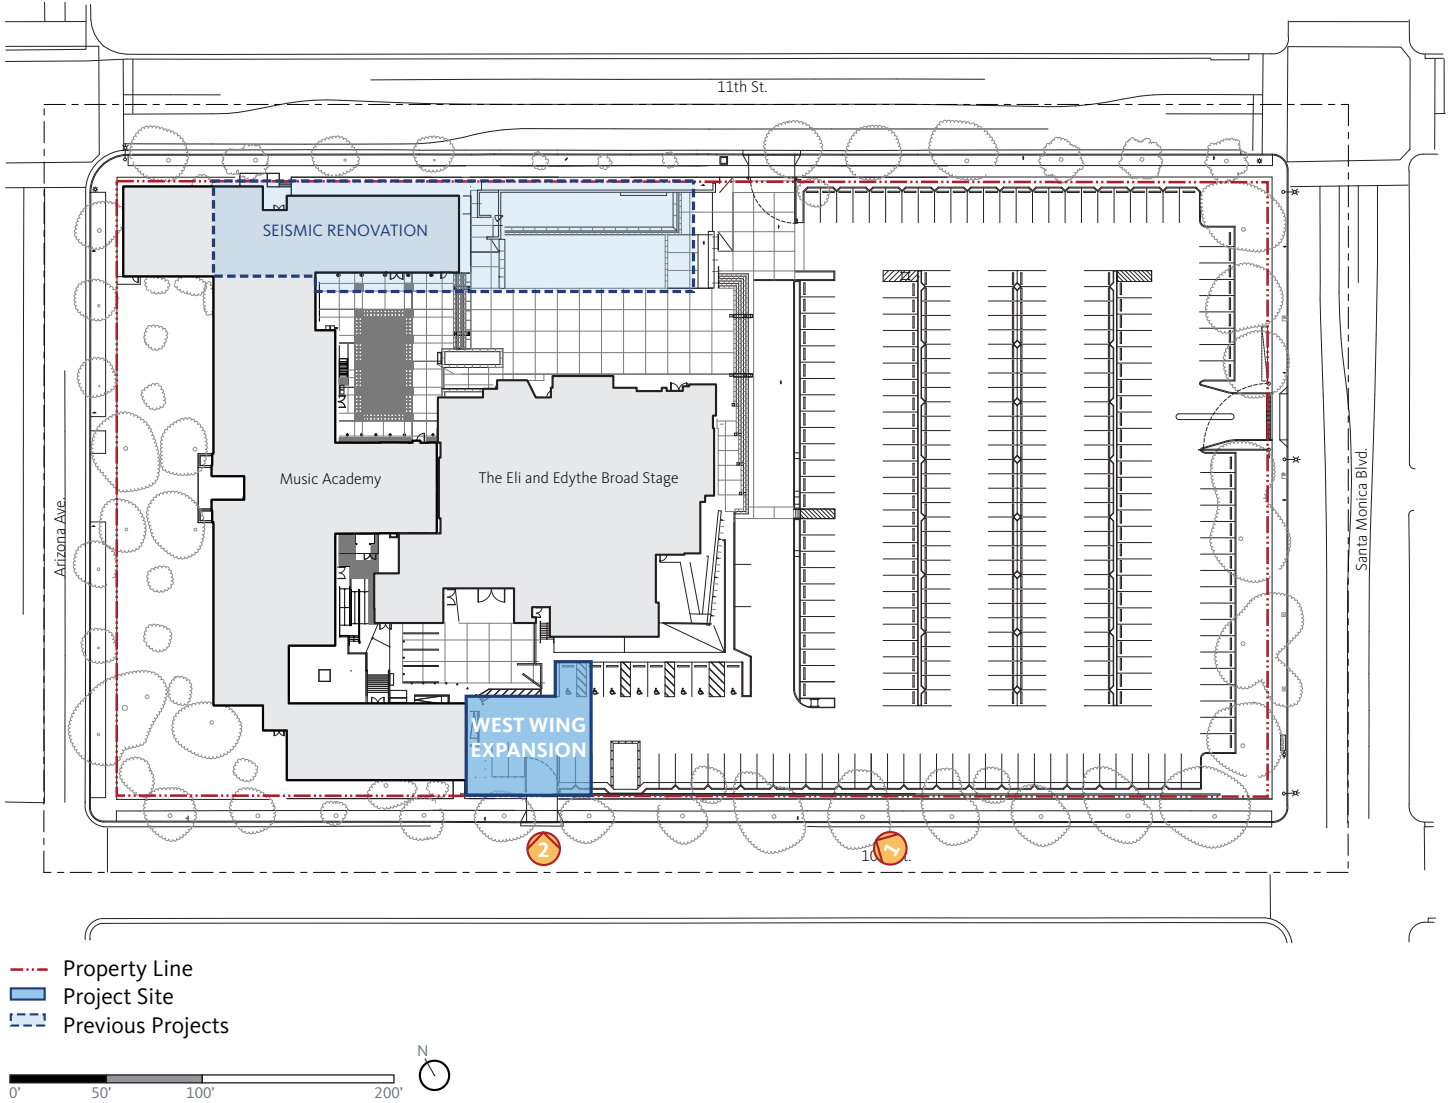 11th St.
SEISMIC RENOVATION
Music Academy
The Eli and Edythe Broad Stage
Arizona Ave.
Santa Monica Blvd.
WEST WING
EXPANSION
2
1
Property Line
Project Site
Previous Projects
N
0'
50'
100'
200'